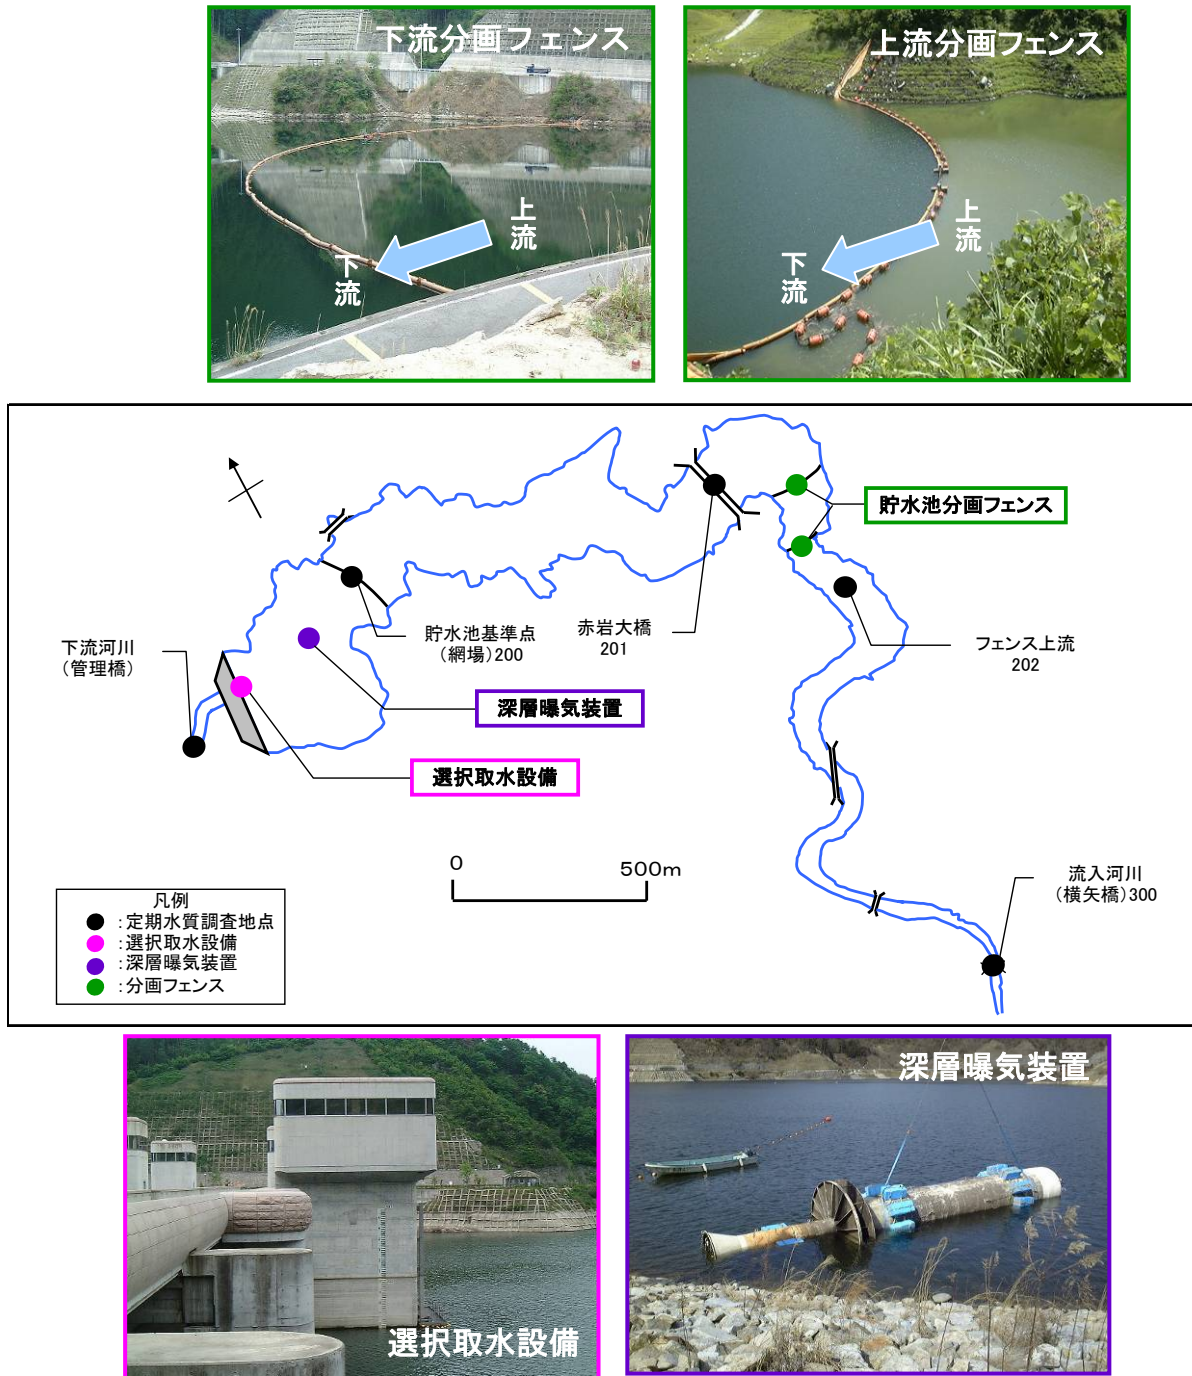 下流分画フェンス
上流
下流
上流分画フェンス
上流
下流
貯水池分画フェンス
下流河川
(管理橋)
貯水池基準点
(網場)200
赤岩大橋
201
フェンス上流
202
深層曝気装置
選択取水設備
0 500m
流入河川
(横矢橋)300
凡例
:定期水質調査地点
:選択取水設備
:深層曝気装置
:分画フェンス
選択取水設備
深層曝気装置